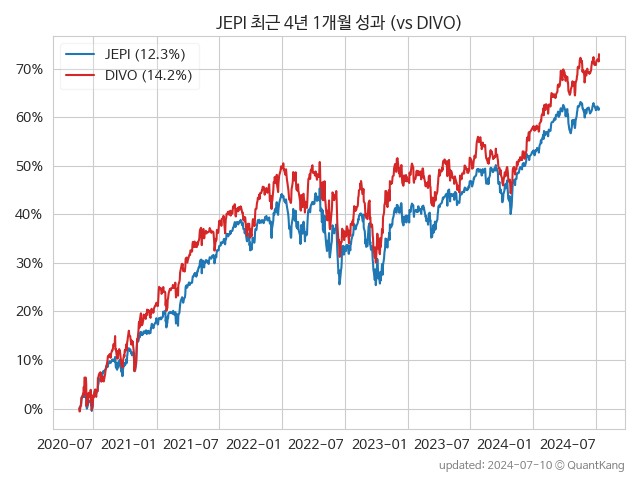 JEPI 최근 4년 1개월 성과 (vs DIVO)
JEPI (12.3%)
DIVO (14.2%)
70%
60%
50%
40%
30%
20%
10%
0%
2020-07 2021-01 2021-07 2022-01 2022-07 2023-01 2023-07 2024-01 2024-07
updated: 2024-07-10 © QuantKang